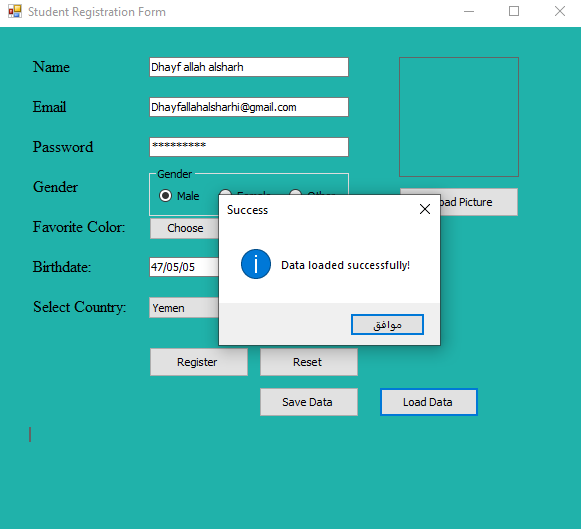 Student Registration Form
Name
Dhayf allah alsharh
Email
Dhayfallahalsharhi@gmail.com
Password
*********
Gender
Gender
Male
Favorite Color:
Choose
Birthdate:
47/05/05
Select Country:
Yemen
Picture
Success
Data loaded successfully!
موافق
Register
Reset
Save Data
Load Data